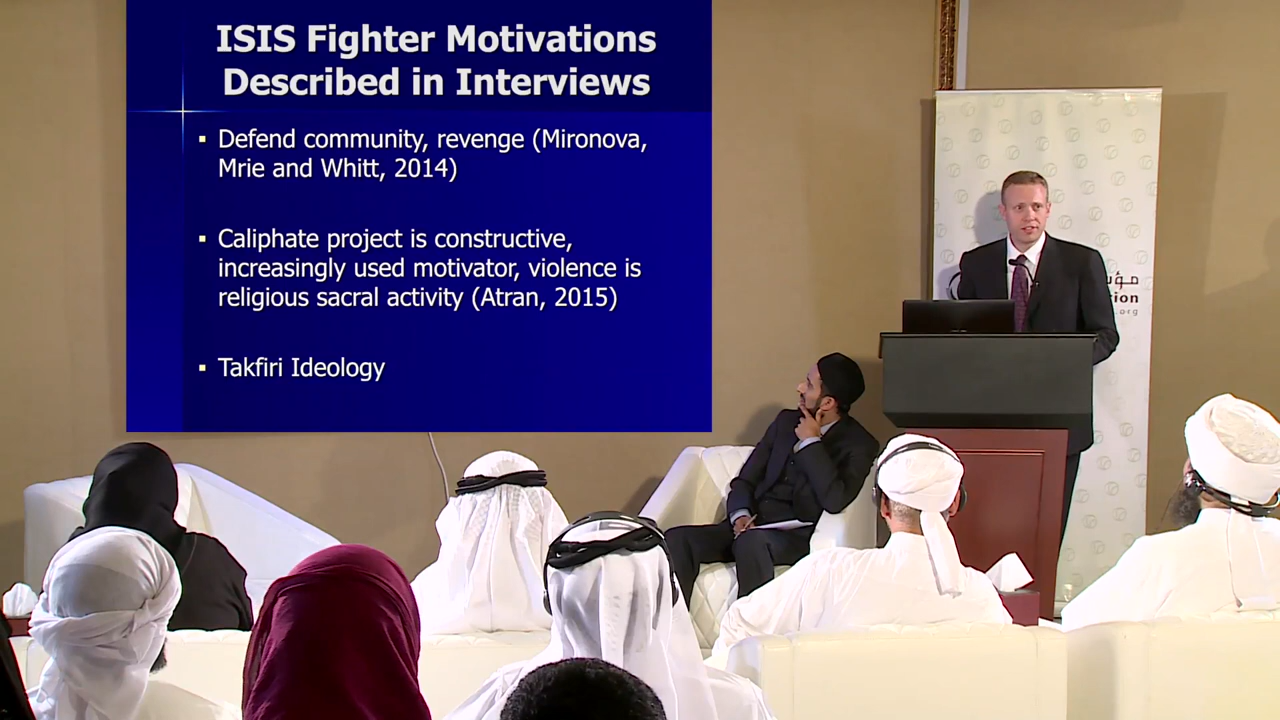 ISIS Fighter Motivations
Described in Interviews
▪ Defend community, revenge (Mironova,
Mrie and Whitt, 2014)
▪ Caliphate project is constructive,
increasingly used motivator, violence is
religious sacral activity (Atran, 2015)
▪ Takfiri Ideology